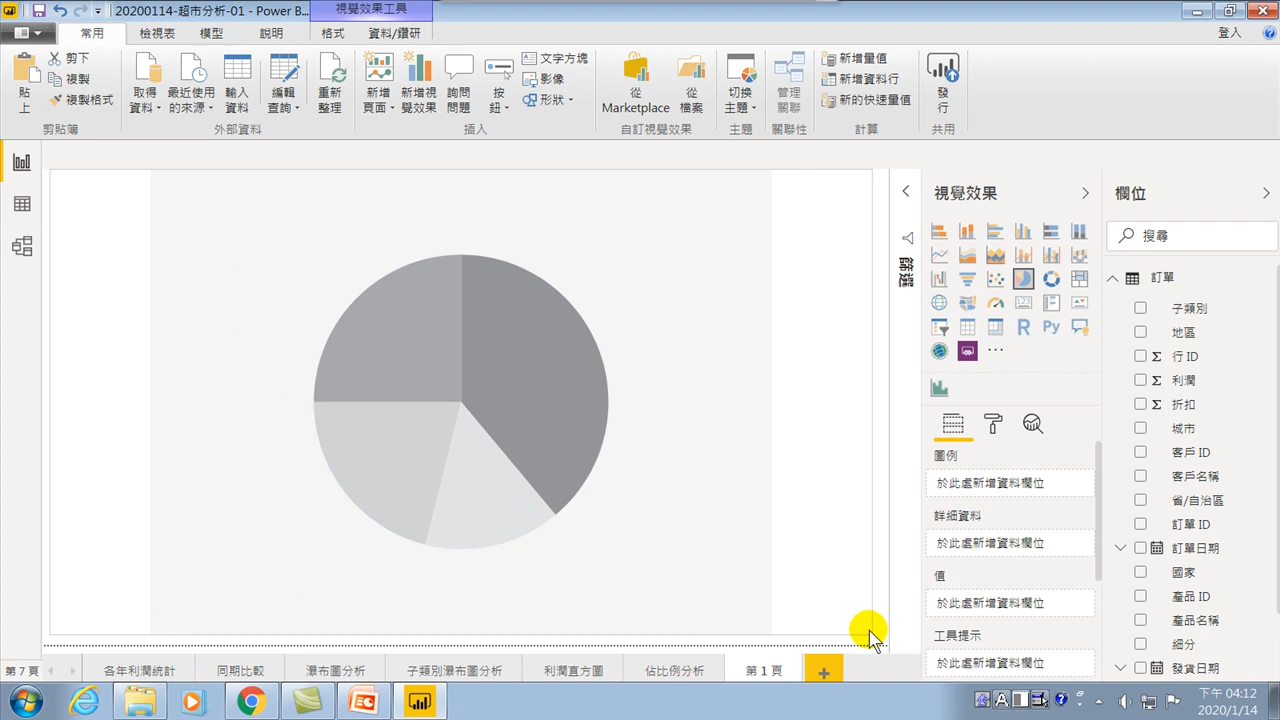 20200114-超市分析-01 - Power B...
視覺效果工具
常用
檢視表
模型
說明
格式
資料/鑽研
登入
貼上
剪下
複製
複製格式
剪貼簿
取得資料
最近使用的來源
輸入資料
編輯查詢
重新整理
外部資料
新增頁面
新增視覺效果
詢問問題
按鈕
文字方塊
影像
形狀
插入
從 Marketplace
從檔案
自訂視覺效果
切換主題
主題
管理關聯
關聯性
新增量值
新增資料行
新的快速量值
計算
發行
共用
篩選
視覺效果
R
Py
圖例
於此處新增資料欄位
詳細資料
於此處新增資料欄位
值
於此處新增資料欄位
工具提示
於此處新增資料欄位
欄位
搜尋
訂單
子類別
地區
行 ID
利潤
折扣
城市
客戶 ID
客戶名稱
省/自治區
訂單 ID
訂單日期
國家
產品 ID
產品名稱
細分
發貨日期
第 7 頁
各年利潤統計
同期比較
瀑布圖分析
子類別瀑布圖分析
利潤直方圖
佔比例分析
第 1 頁
下午 04:12
2020/1/14